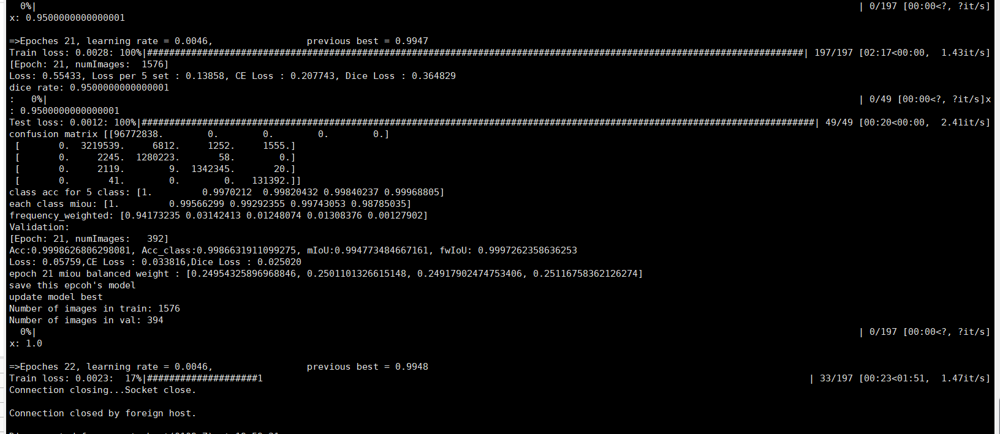 0%| | 0/197 [00:00<?, ?it/s]
x: 0.9500000000000001
=>Epoches 21, learning rate = 0.0046, previous best = 0.9947
Train loss: 0.0028: 100%|#######################################################################################################################| 197/197 [02:17<00:00, 1.43it/s]
[Epoch: 21, numImages: 1576]
Loss: 0.55433, Loss per 5 set : 0.13858, CE Loss : 0.207743, Dice Loss : 0.364829
dice rate: 0.9500000000000001
: 0%| | 0/49 [00:00<?, ?it/s]x
: 0.9500000000000001
Test loss: 0.0012: 100%|##########################################################################################################################| 49/49 [00:20<00:00, 2.41it/s]
confusion matrix [[96772838. 0. 0. 0. 0.]
[ 0. 3219539. 6812. 1252. 1555.]
[ 0. 2245. 1280223. 58. 0.]
[ 0. 2119. 9. 1342345. 20.]
[ 0. 41. 0. 0. 131392.]]
class acc for 5 class: [1. 0.9970212 0.99820432 0.99840237 0.99968805]
each class miou: [1. 0.99566299 0.99292355 0.99743053 0.98785035]
frequency_weighted: [0.94173235 0.03142413 0.01248074 0.01308376 0.00127902]
Validation:
[Epoch: 21, numImages: 392]
Acc:0.9998626806298081, Acc_class:0.9986631911099275, mIoU:0.994773484667161, fwIoU: 0.9997262358636253
Loss: 0.05759,CE Loss : 0.033816,Dice Loss : 0.025020
epoch 21 miou balanced weight : [0.24954325896968846, 0.2501101326615148, 0.24917902474753406, 0.25116758362126274]
save this epcoh's model
update model best
Number of images in train: 1576
Number of images in val: 394
0%| | 0/197 [00:00<?, ?it/s]
x: 1.0
=>Epoches 22, learning rate = 0.0046, previous best = 0.9948
Train loss: 0.0023: 17%|####################1 | 33/197 [00:23<01:51, 1.47it/s]
Connection closing...Socket close.
Connection closed by foreign host.